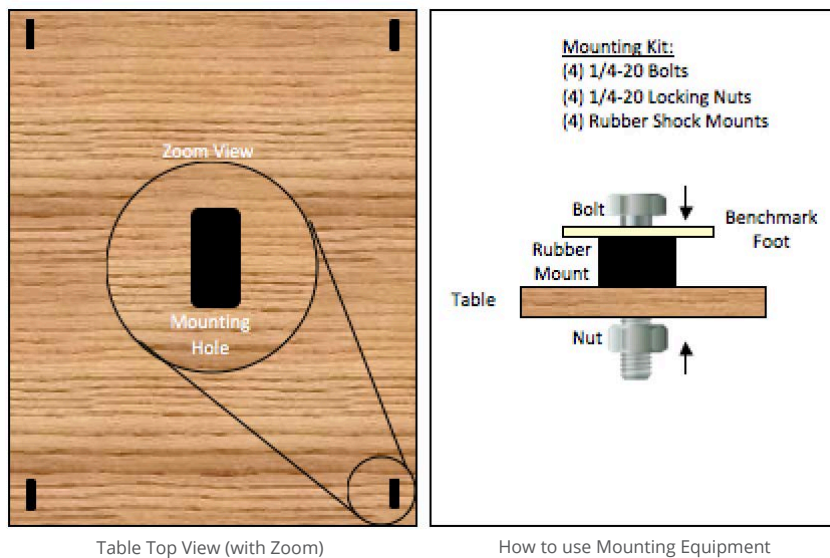 Zoom View
Mounting
Hole
Table Top View (with Zoom)
Mounting Kit:
(4) 1/4-20 Bolts
(4) 1/4-20 Locking Nuts
(4) Rubber Shock Mounts
Bolt
Benchmark
Foot
Rubber
Mount
Table
Nut
How to use Mounting Equipment